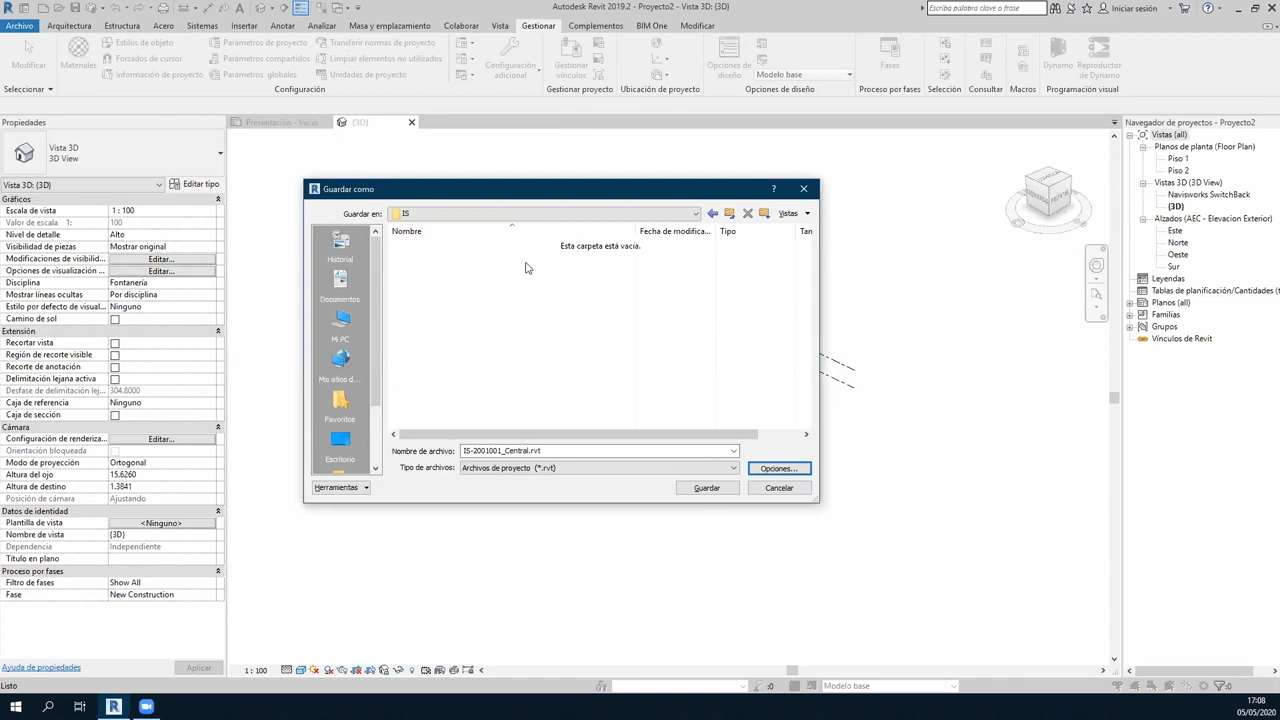 Autodesk Revit 2019.2 - Proyecto2 - Vista 3D: {3D}
Escriba palabra clave o frase
Iniciar sesión
Archivo Arquitectura Estructura Acero Sistemas Insertar Anotar Analizar Masa y emplazamiento Colaborar Vista Gestionar Complementos BIM One Modificar
Modificar
Materiales
Estilos de objeto
Forzados de cursor
Información de proyecto
Parámetros de proyecto
Parámetros compartidos
Parámetros globales
Transferir normas de proyecto
Limpiar elementos no utilizados
Unidades de proyecto
Configuración
adicional
Gestionar
vínculos
Opciones
de diseño
Modelo base
Fases
Dynamo
Reproductor
de Dynamo
Seleccionar
Configuración
Gestionar proyecto
Ubicación de proyecto
Opciones de diseño
Proceso por fases
Selección
Consultar
Macros
Programación visual
Propiedades
Vista 3D
3D View
Vista 3D: {3D}
Editar tipo
Gráficos
Escala de vista 1 : 100
Valor de escala 1: 100
Nivel de detalle Alto
Visibilidad de piezas Mostrar original
Modificaciones de visibilid... Editar...
Opciones de visualización ... Editar...
Disciplina Fontanería
Mostrar líneas ocultas Por disciplina
Estilo por defecto de visual... Ninguno
Camino de sol
Extensión
Recortar vista
Región de recorte visible
Recorte de anotación
Delimitación lejana activa
Desfase de delimitación lej... 304.8000
Caja de referencia Ninguno
Caja de sección
Cámara
Configuración de renderiza... Editar...
Orientación bloqueada
Modo de proyección Ortogonal
Altura del ojo 15.6260
Altura de destino 1.3841
Posición de cámara Ajustando
Datos de identidad
Plantilla de vista <Ninguno>
Nombre de vista {3D}
Dependencia Independiente
Título en plano
Proceso por fases
Filtro de fases Show All
Fase New Construction
Ayuda de propiedades
Aplicar
Presentación - Inicio
{3D}
Guardar como
Guardar en: IS
Vistas
Nombre
Fecha de modifica...
Tipo
Tan
Esta carpeta está vacía.
Historial
Documentos
Mi PC
Mis sitios d...
Favoritos
Escritorio
Nombre de archivo: IS-2001001_Central.rvt
Tipo de archivos: Archivos de proyecto (*.rvt)
Opciones...
Herramientas
Guardar
Cancelar
Navegador de proyectos - Proyecto2
Vistas (all)
Planos de planta (Floor Plan)
Piso 1
Piso 2
Vistas 3D (3D View)
Navisworks SwitchBack
{3D}
Alzados (AEC - Elevacion Exterior)
Este
Norte
Oeste
Sur
Leyendas
Tablas de planificación/Cantidades (t
Planos (all)
Familias
Grupos
Vínculos de Revit
1 : 100
Listo
:0
Modelo base
:0
17:08
05/05/2020